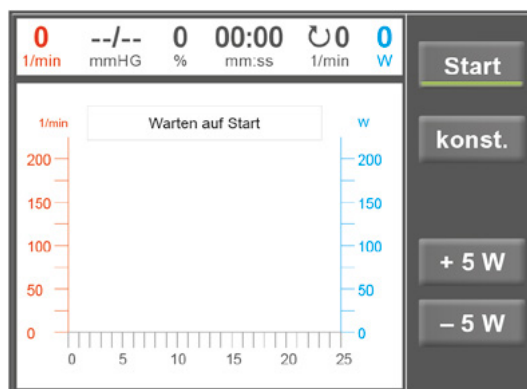 0 --/-- 0 00:00 ↻0 0
1/min mmHG % mm:ss 1/min W
Start
konst.
+ 5 W
– 5 W
1/min Warten auf Start W
200 200
150 150
100 100
50 50
0 0
0 5 10 15 20 25